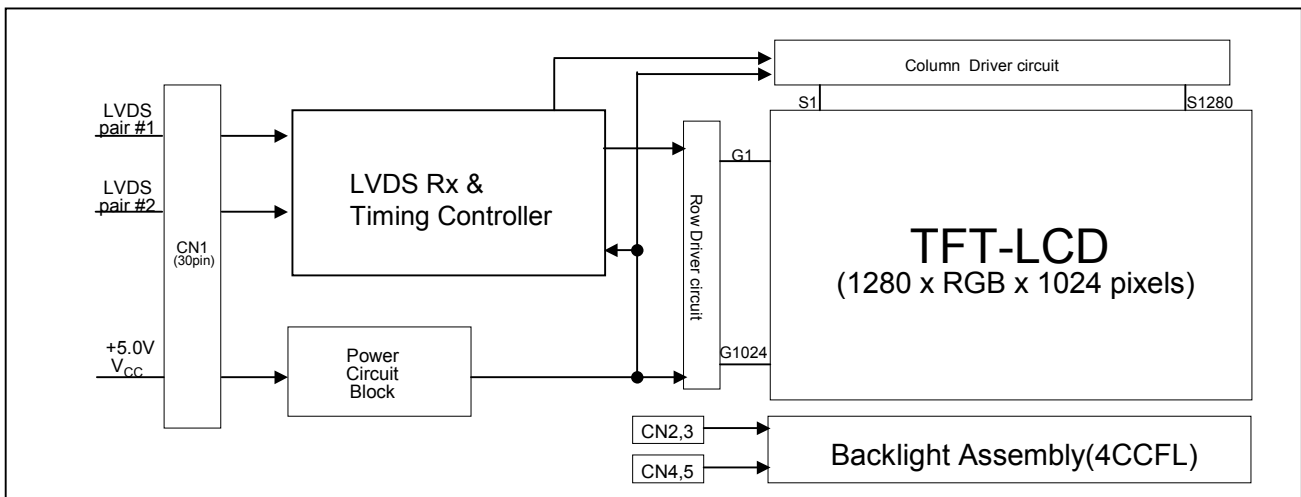 LVDS
pair #1
LVDS
pair #2
+5.0V
VCC
CN1
(30pin)
LVDS Rx &
Timing Controller
Power
Circuit
Block
Column Driver circuit
S1
S1280
Row Driver circuit
G1
G1024
TFT-LCD
(1280 x RGB x 1024 pixels)
CN2,3
CN4,5
Backlight Assembly(4CCFL)